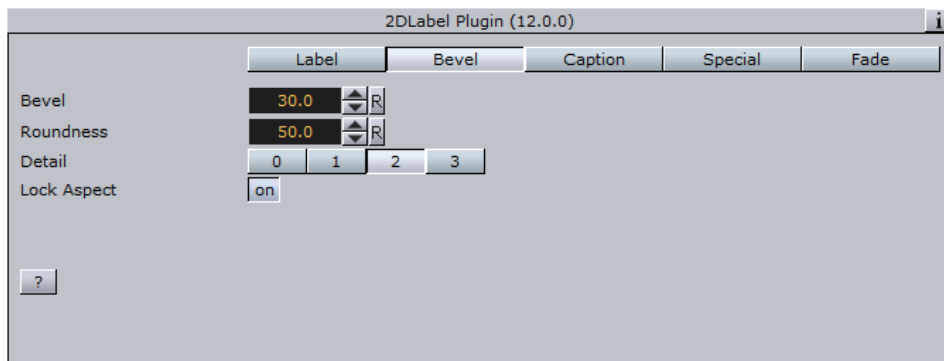 2DLabel Plugin (12.0.0) i
Label Bevel Caption Special Fade
Bevel 30.0 R
Roundness 50.0 R
Detail 0 1 2 3
Lock Aspect on
?